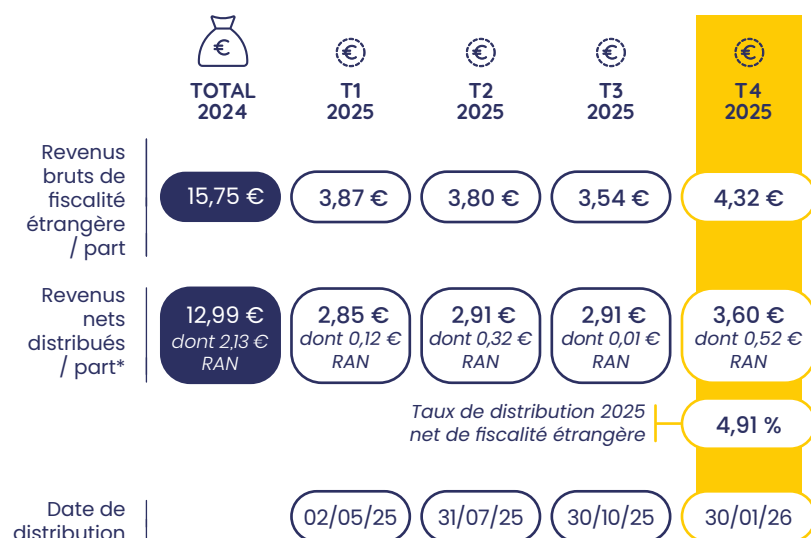 € € € € €
TOTAL 2024 T1 2025 T2 2025 T3 2025 T4 2025
Revenus
bruts de
fiscalité
étrangère
/ part
15,75 € 3,87 € 3,80 € 3,54 € 4,32 €
Revenus
nets
distribués
/ part*
12,99 € 2,85 € 2,91 € 2,91 € 3,60 €
dont 2,13 € dont 0,12 € dont 0,32 € dont 0,01 € dont 0,52 €
RAN RAN RAN RAN RAN
Taux de distribution 2025
net de fiscalité étrangère
4,91 %
Date de
distribution
02/05/25 31/07/25 30/10/25 30/01/26